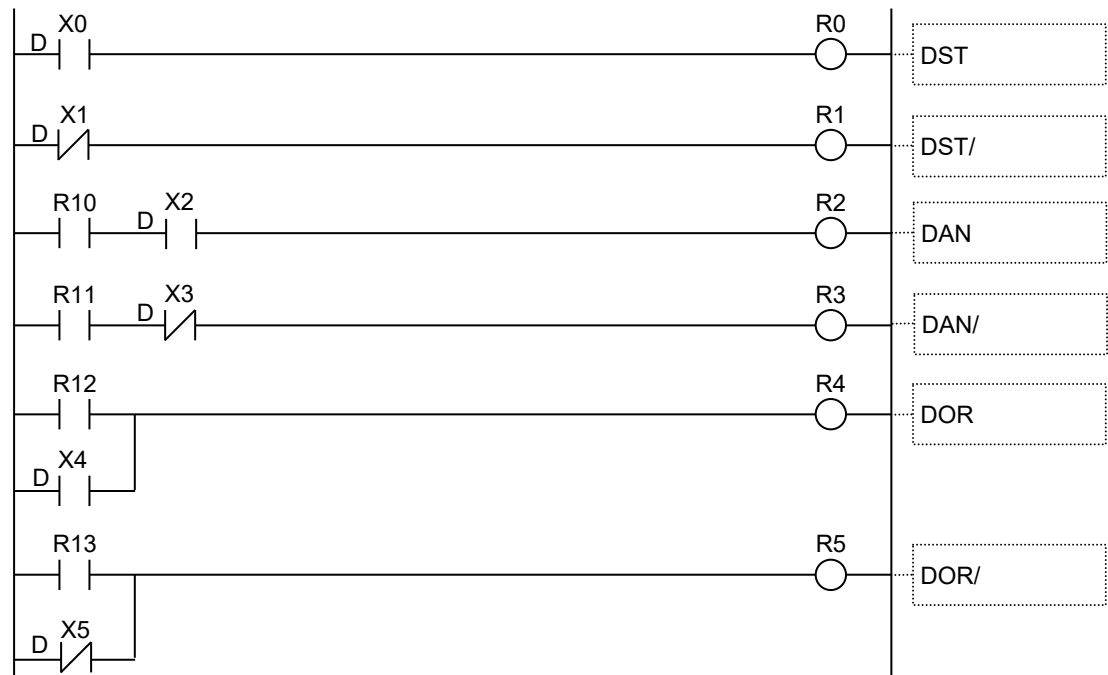 X0 R0
D DST
X1 R1
D DST/
R10 X2 R2
D DAN
R11 X3 R3
D DAN/
R12 R4
DOR
X4
D
R13 R5
DOR/
X5
D